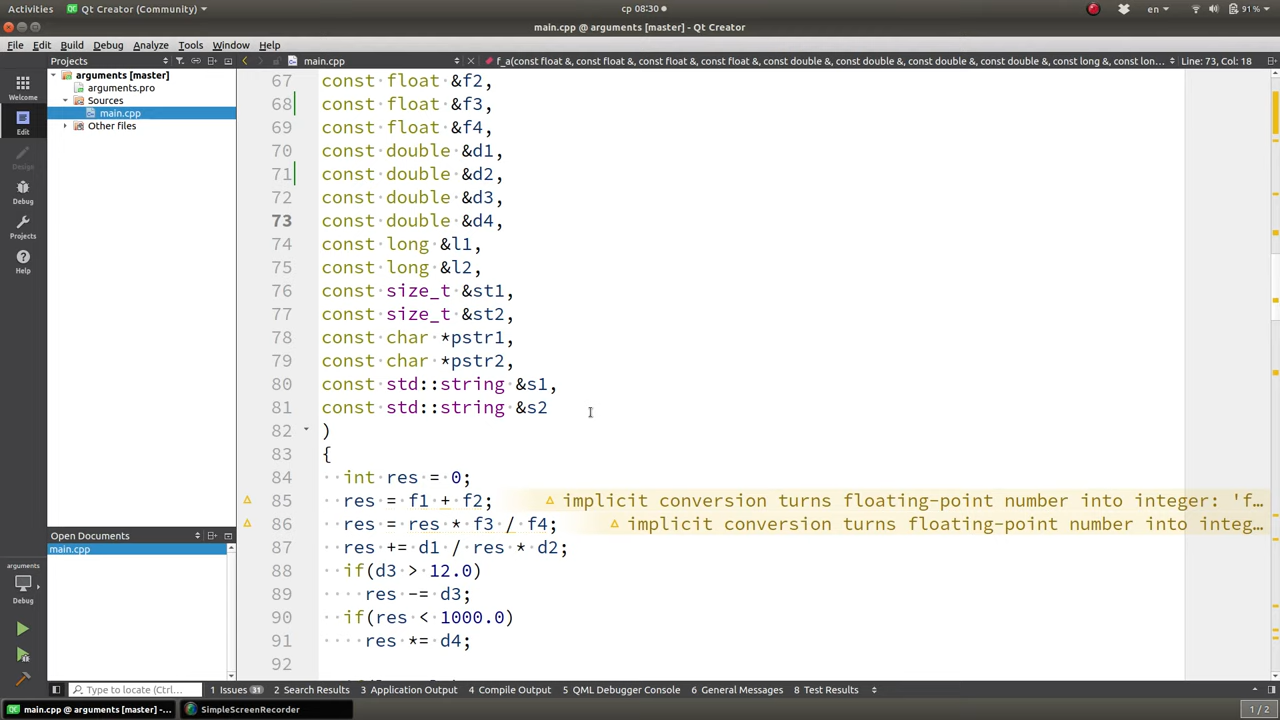 Activities Qt Creator (Community) ср 08:30 en 91%
main.cpp @ arguments [master] - Qt Creator
File Edit Build Debug Analyze Tools Window Help
Projects main.cpp f_a(const float &, const float &, const float &, const float &, const double &, const double &, const double &, const double &, const long &, const lon... Line: 73, Col: 18
Welcome
Edit
Design
Debug
Projects
Help
arguments
Debug
arguments [master]
arguments.pro
Sources
main.cpp
Other files
Open Documents
main.cpp
67 const float &f2,
68 const float &f3,
69 const float &f4,
70 const double &d1,
71 const double &d2,
72 const double &d3,
73 const double &d4,
74 const long &l1,
75 const long &l2,
76 const size_t &st1,
77 const size_t &st2,
78 const char *pstr1,
79 const char *pstr2,
80 const std::string &s1,
81 const std::string &s2
82 )
83 {
84 int res = 0;
85 res = f1 + f2; implicit conversion turns floating-point number into integer: 'f...
86 res = res * f3 / f4; implicit conversion turns floating-point number into integ...
87 res += d1 / res * d2;
88 if(d3 > 12.0)
89 res -= d3;
90 if(res < 1000.0)
91 res *= d4;
92
Type to locate (Ctrl... 1 Issues 31 2 Search Results 3 Application Output 4 Compile Output 5 QML Debugger Console 6 General Messages 8 Test Results
main.cpp @ arguments [master] -... SimpleScreenRecorder 1 / 2